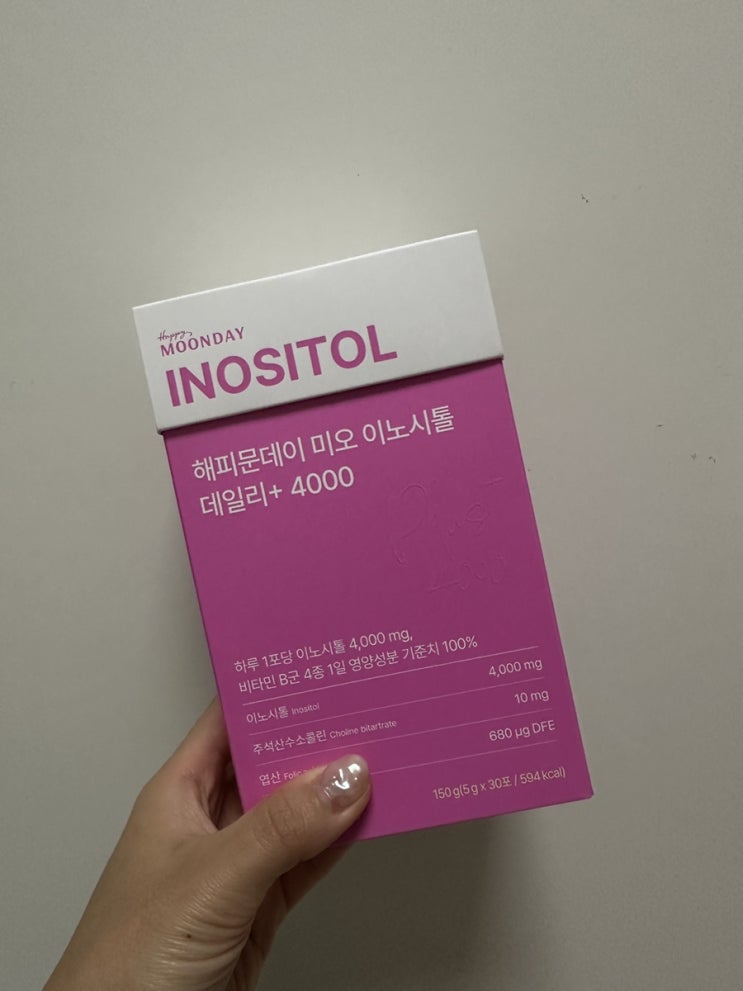 Happy
MOONDAY
INOSITOL
해피문데이 미오 이노시톨
데일리+ 4000
Plus+
4000
하루 1포당 이노시톨 4,000 mg,
비타민 B군 4종 1일 영양성분 기준치 100%
이노시톨 Inositol 4,000 mg
주석산수소콜린 Choline bitartrate 10 mg
엽산 680 µg DFE
150 g(5 g x 30포 / 594 kcal)